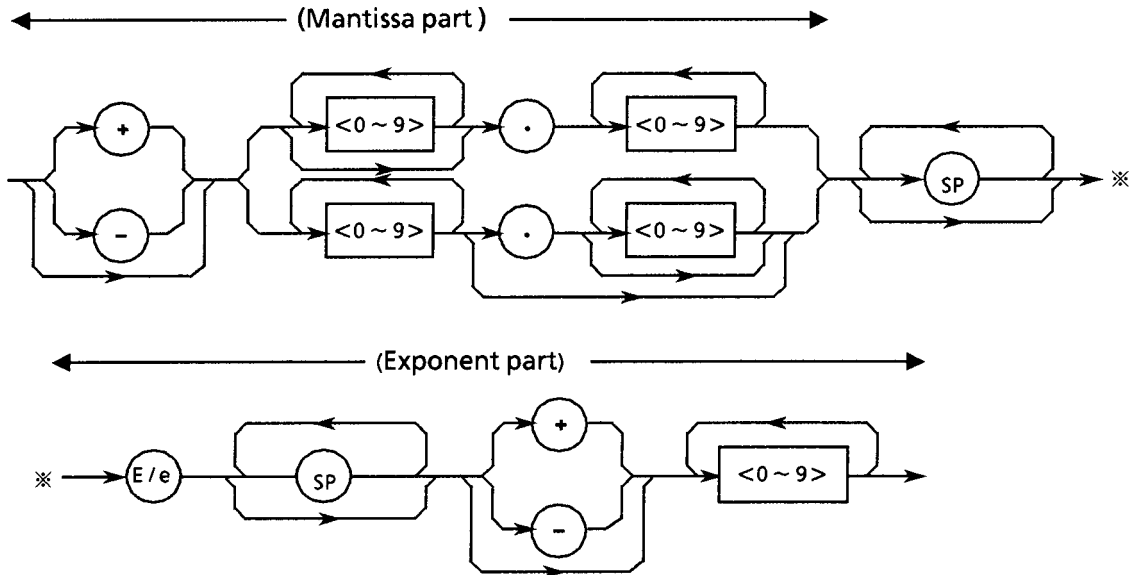 (Mantissa part)
<0~9> . <0~9>
+
SP ※
-
<0~9> . <0~9>
(Exponent part)
+
※ E/e SP <0~9>
-